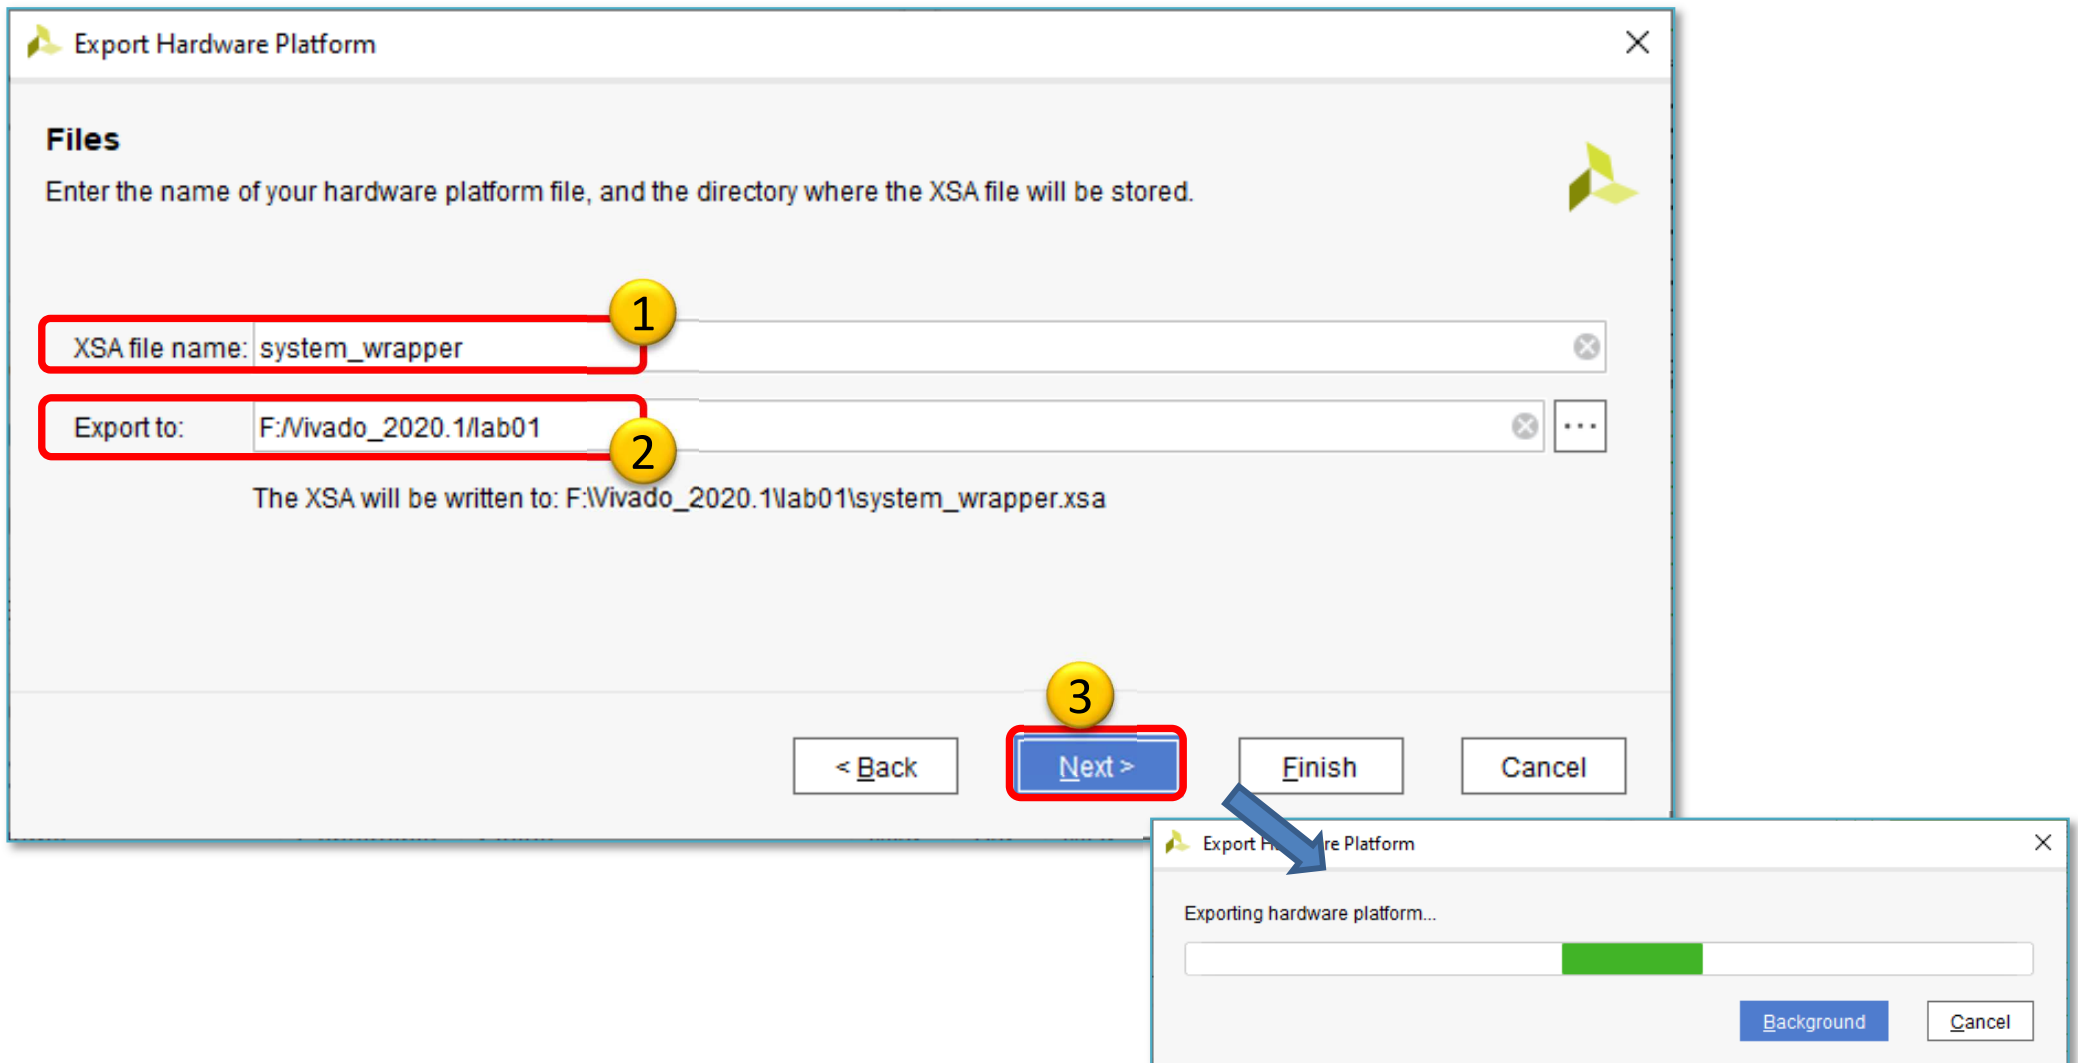 Export Hardware Platform
Files
Enter the name of your hardware platform file, and the directory where the XSA file will be stored.
1
XSA file name: system_wrapper
Export to: F:/Vivado_2020.1/lab01
2
The XSA will be written to: F:\Vivado_2020.1\lab01\system_wrapper.xsa
3
< Back Next > Finish Cancel
Export Platform
Exporting hardware platform...
Background Cancel